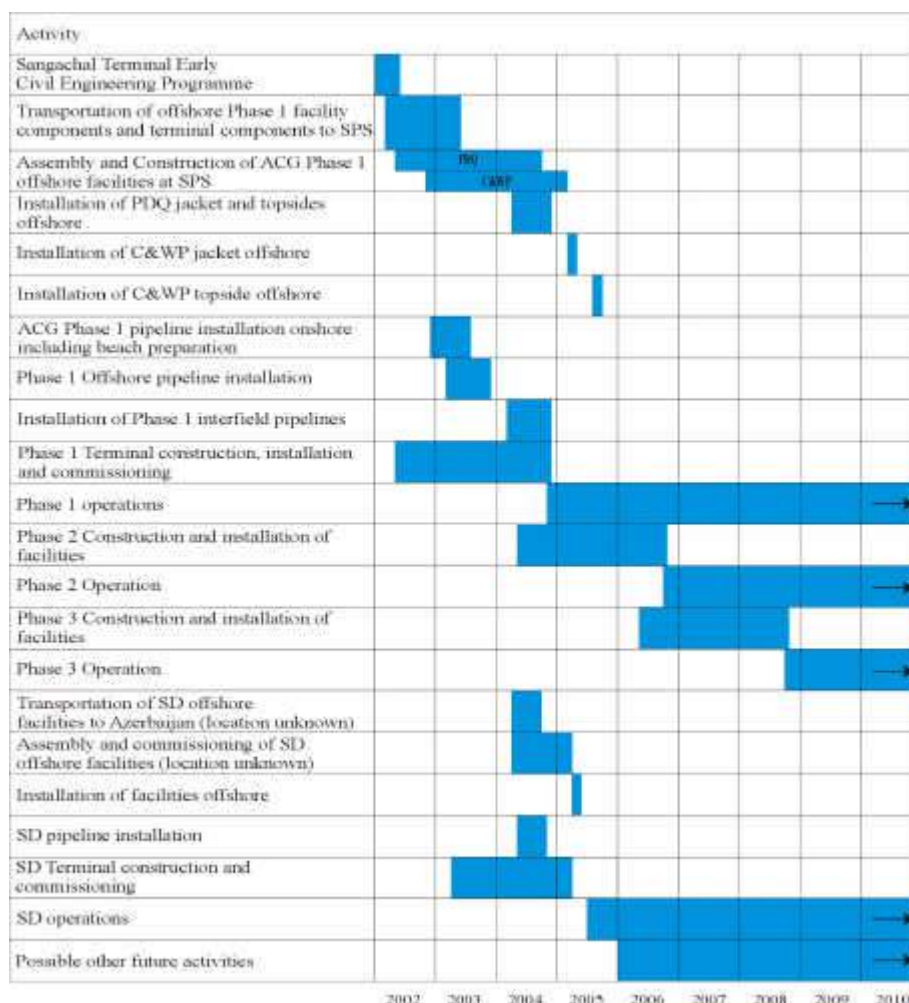 Activity
Sangachal Terminal Early
Civil Engineering Programme
Transportation of offshore Phase 1 facility
components and terminal components to SPS
Assembly and Construction of ACG Phase 1
offshore facilities at SPS
PDQ
C&WP
Installation of PDQ jacket and topsides
offshore
Installation of C&WP jacket offshore
Installation of C&WP topside offshore
ACG Phase 1 pipeline installation onshore
including beach preparation
Phase 1 Offshore pipeline installation
Installation of Phase 1 interfield pipelines
Phase 1 Terminal construction, installation
and commissioning
Phase 1 operations
Phase 2 Construction and installation of
facilities
Phase 2 Operation
Phase 3 Construction and installation of
facilities
Phase 3 Operation
Transportation of SD offshore
facilities to Azerbaijan (location unknown)
Assembly and commissioning of SD
offshore facilities (location unknown)
Installation of facilities offshore
SD pipeline installation
SD Terminal construction and
commissioning
SD operations
Possible other future activities
2002 2003 2004 2005 2006 2007 2008 2009 2010